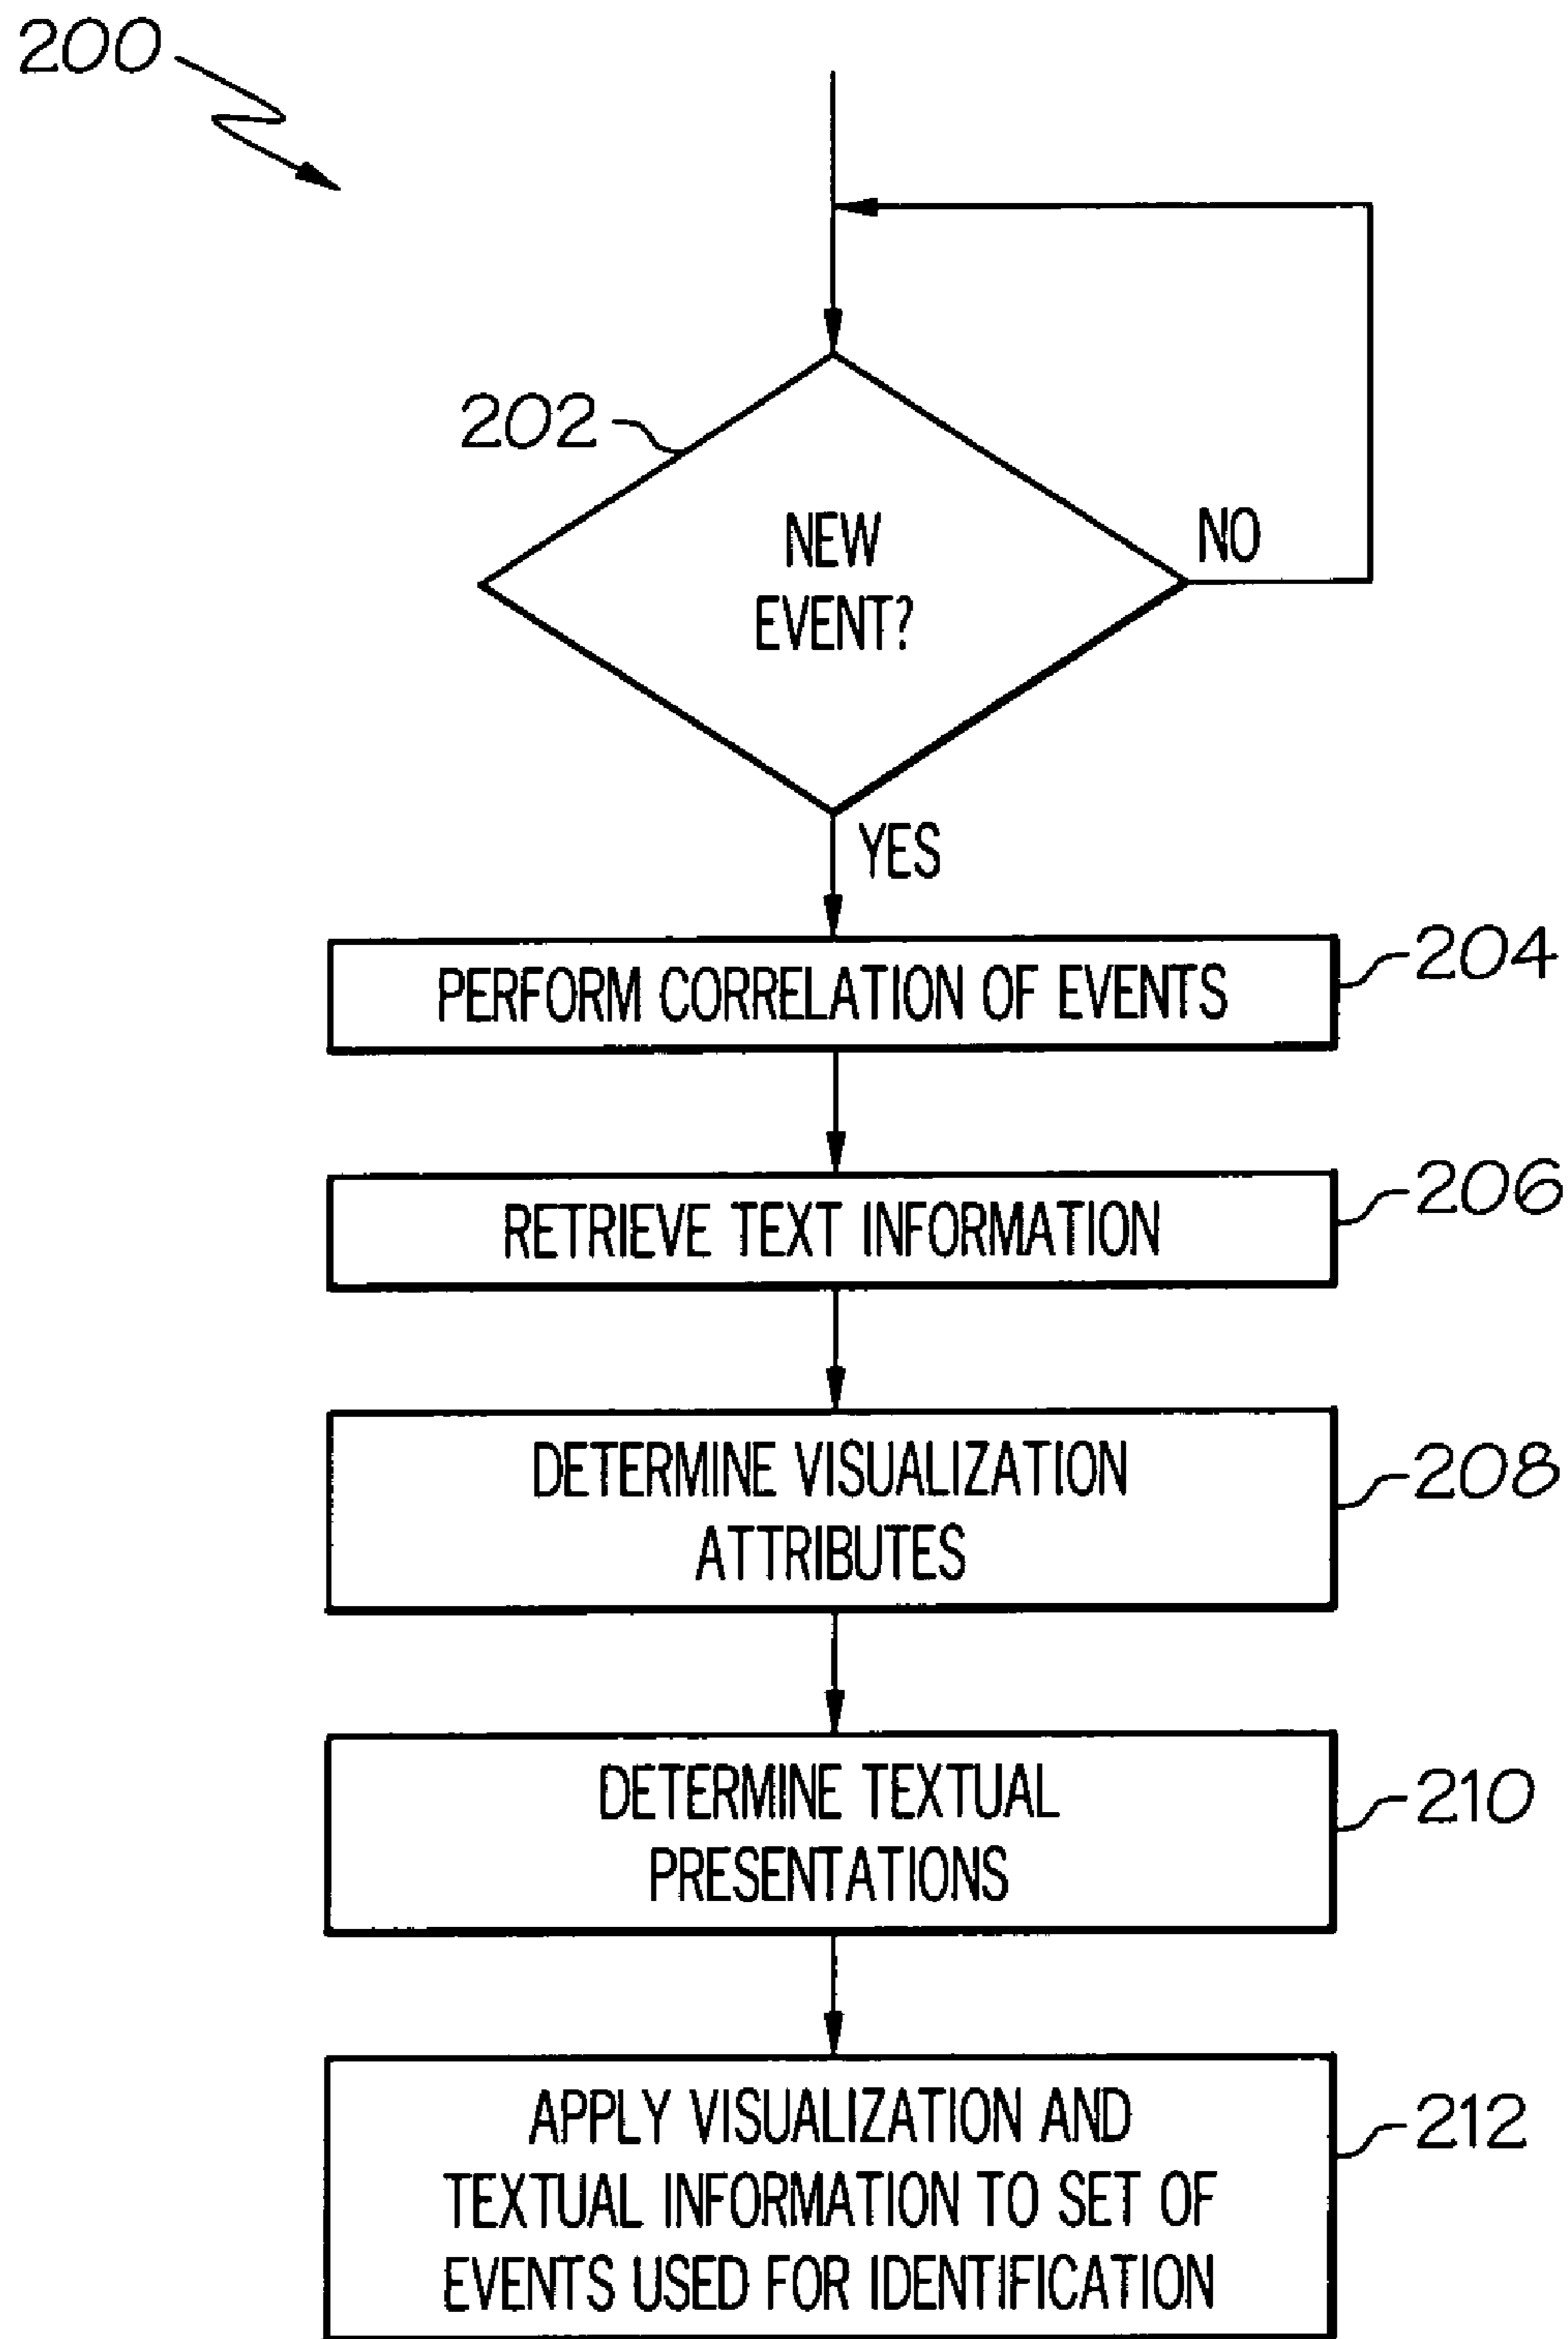 200
202
NEW
EVENT?
NO
YES
PERFORM CORRELATION OF EVENTS
204
RETRIEVE TEXT INFORMATION
206
DETERMINE VISUALIZATION
ATTRIBUTES
208
DETERMINE TEXTUAL
PRESENTATIONS
210
APPLY VISUALIZATION AND
TEXTUAL INFORMATION TO SET OF
EVENTS USED FOR IDENTIFICATION
212